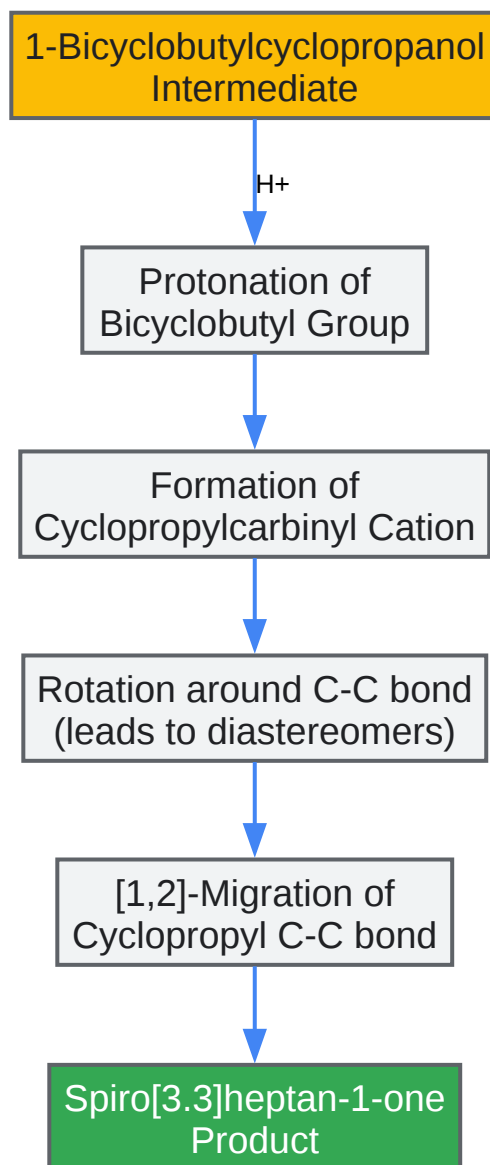 1-Bicyclobutylcyclopropanol
Intermediate
H+
Protonation of
Bicyclobutyl Group
Formation of
Cyclopropylcarbinyl Cation
Rotation around C-C bond
(leads to diastereomers)
[1,2]-Migration of
Cyclopropyl C-C bond
Spiro[3.3]heptan-1-one
Product